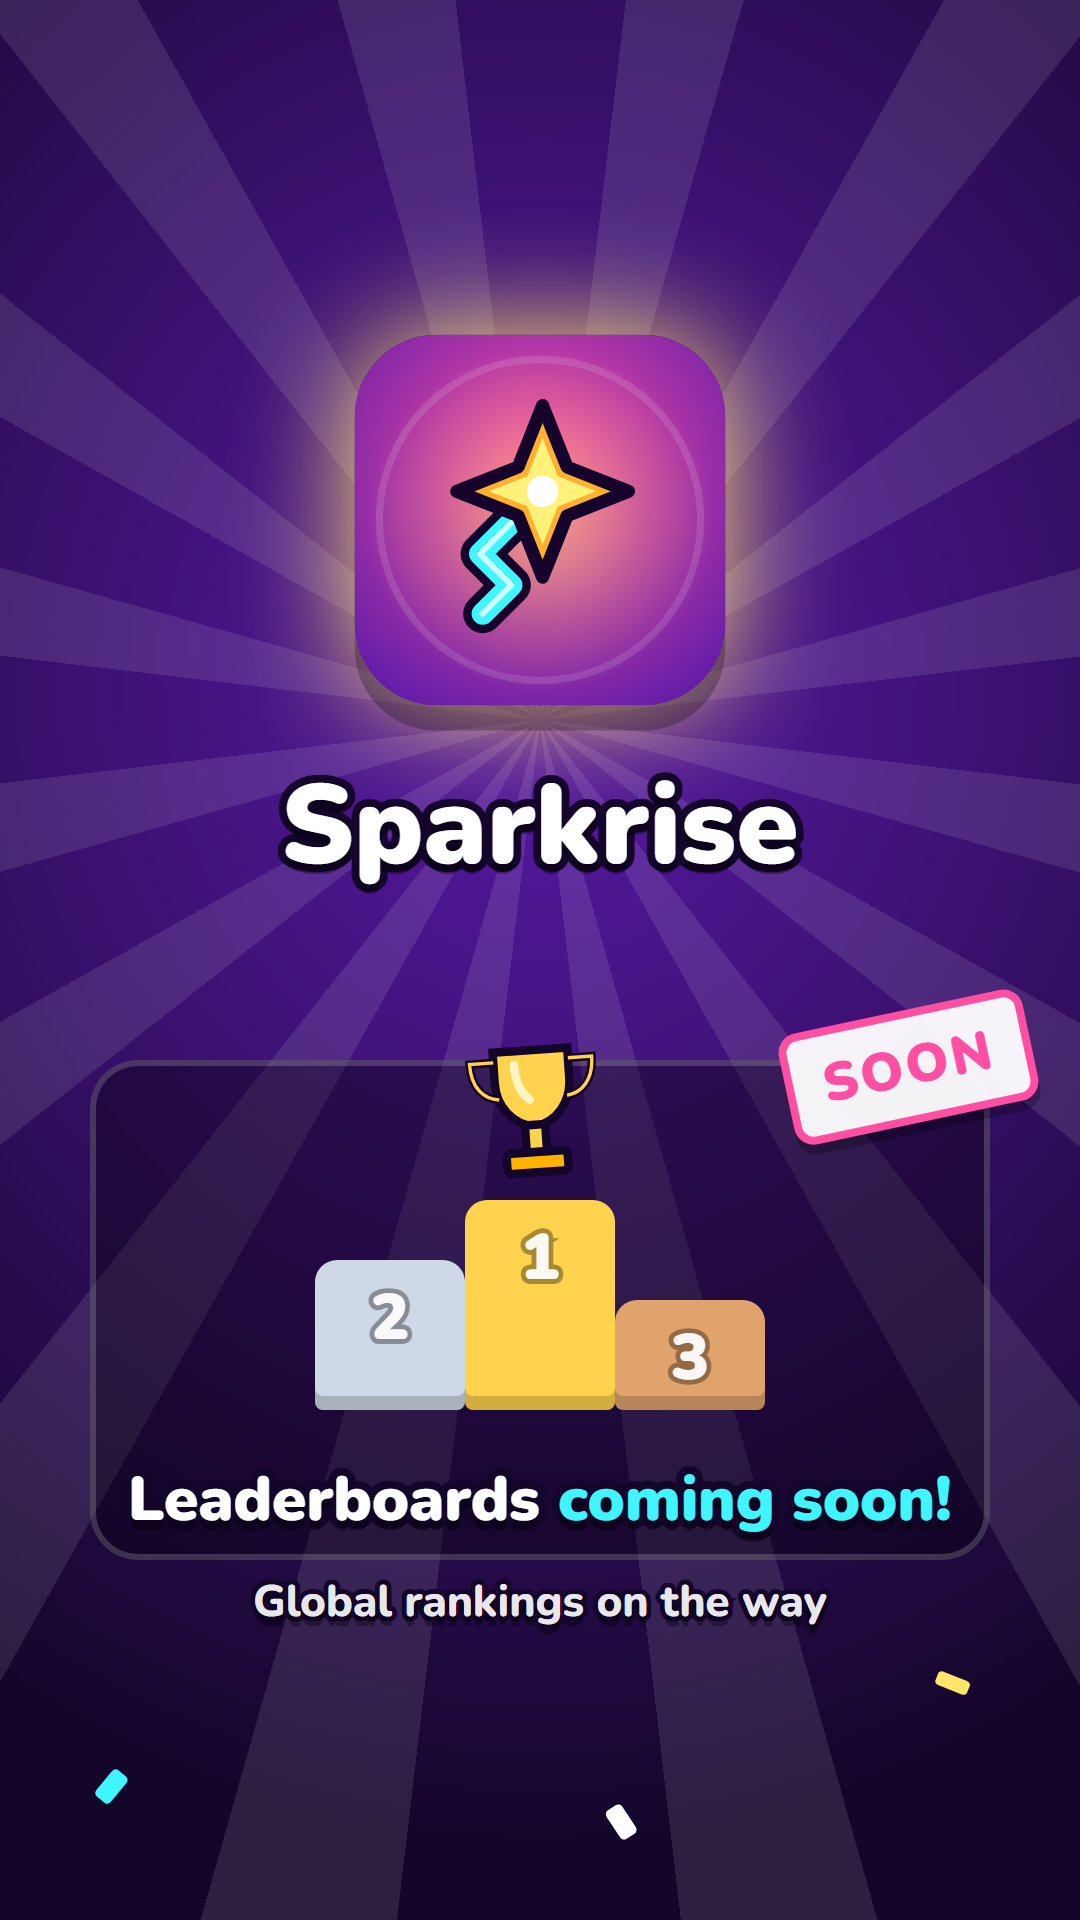 Sparkrise
SOON
1
2
3
Leaderboards coming soon!
Global rankings on the way